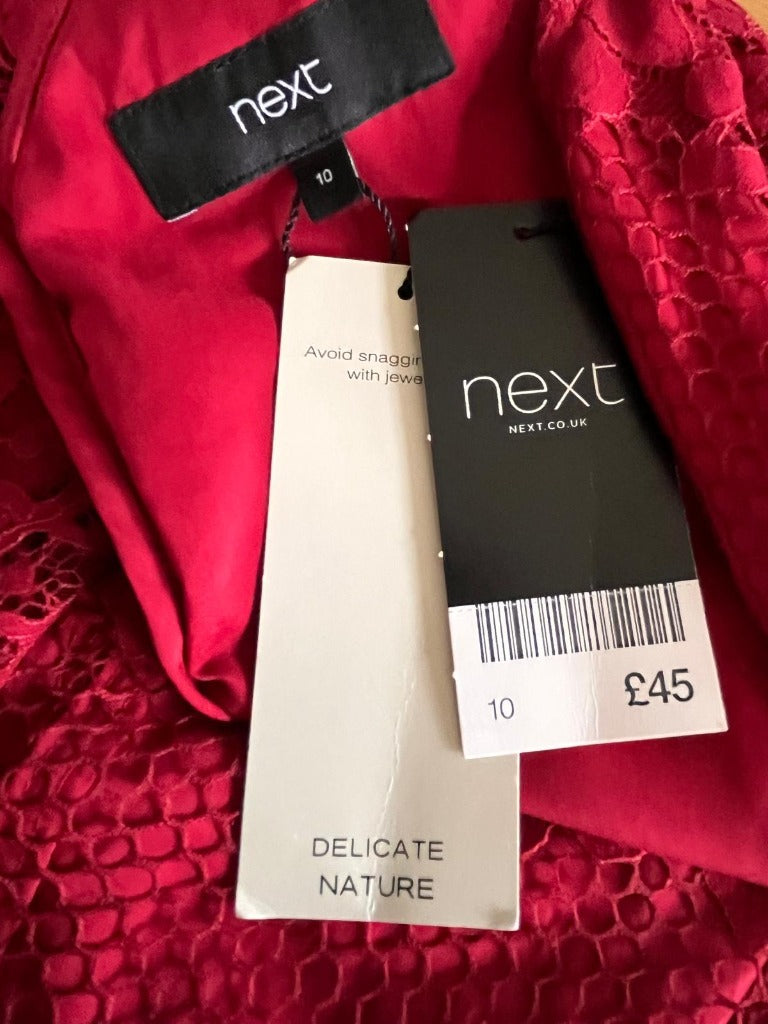 next
10
Avoid snaggin
with jewe
next
NEXT.CO.UK
10
£45
DELICATE
NATURE